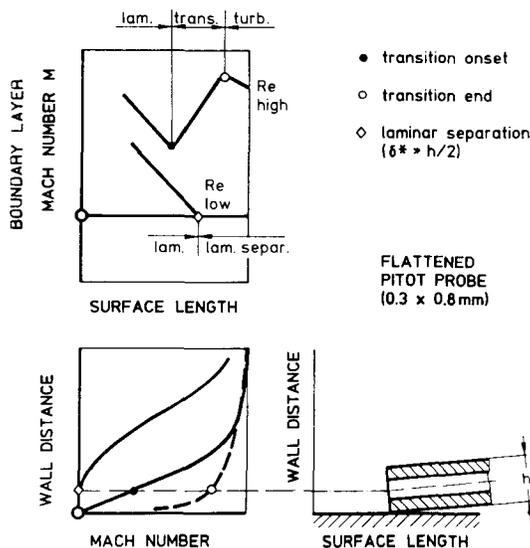 lam. trans. turb.
BOUNDARY LAYER
MACH NUMBER M
Re
high
Re
low
lam. lam. separ.
SURFACE LENGTH
● transition onset
○ transition end
◇ laminar separation
(δ* » h/2)
FLATTENED
PITOT PROBE
(0.3 x 0.8mm)
WALL DISTANCE
MACH NUMBER
WALL DISTANCE
h
SURFACE LENGTH